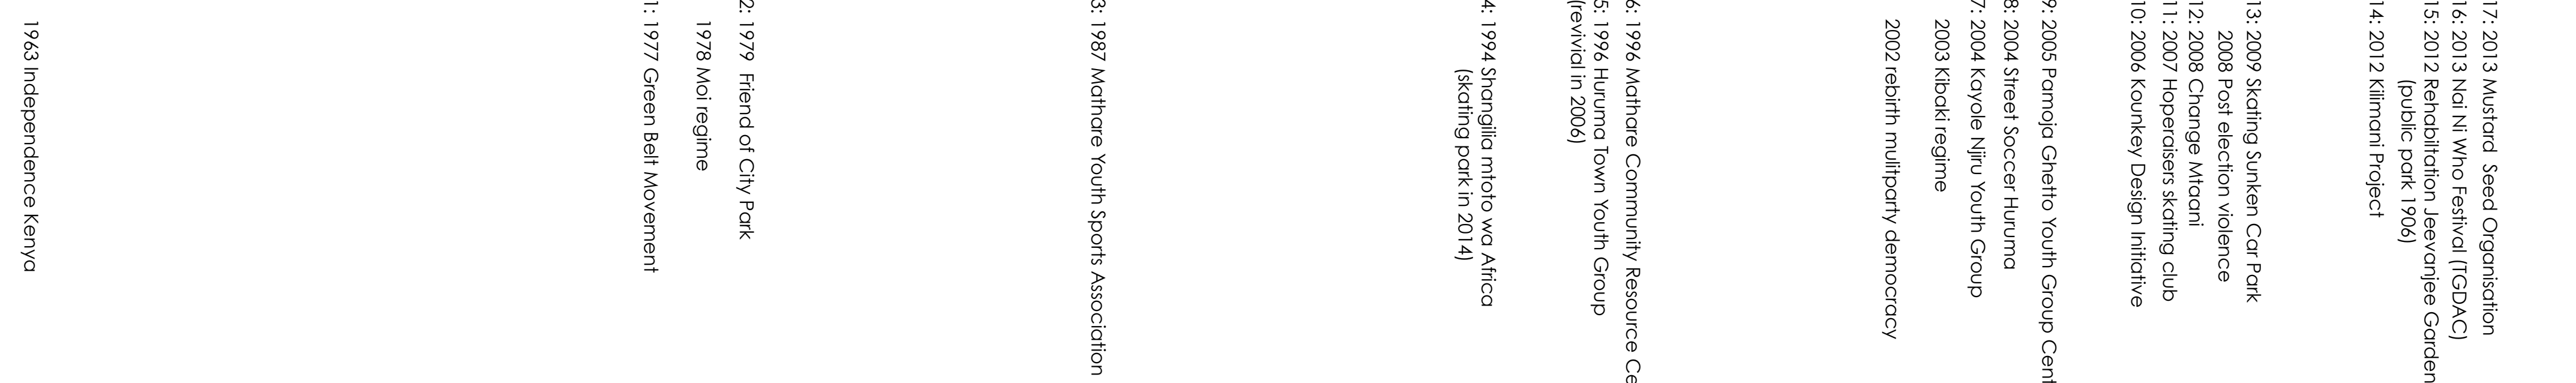 1963 Independence Kenya
1: 1977 Green Belt Movement
1978 Moi regime
2: 1979 Friend of City Park
3: 1987 Mathare Youth Sports Association
4: 1994 Shangilia mtoto wa Africa
(skating park in 2014)
5: 1996 Huruma Town Youth Group
(revivial in 2006)
6: 1996 Mathare Community Resource Ce
2002 rebirth mulitparty democracy
2003 Kibaki regime
7: 2004 Kayole Njiru Youth Group
8: 2004 Street Soccer Huruma
9: 2005 Pamoja Ghetto Youth Group Cent
10: 2006 Kounkey Design Initiative
11: 2007 Hoperaisers skating club
12: 2008 Change Mtaani
2008 Post election violence
13: 2009 Skating Sunken Car Park
14: 2012 Kilimani Project
15: 2012 Rehabiltation Jeevanjee Garden
(public park 1906)
16: 2013 Nai Ni Who Festival (TGDAC)
17: 2013 Mustard Seed Organisation